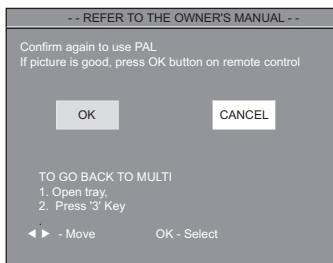 - - REFER TO THE OWNER'S MANUAL - -
Confirm again to use PAL
If picture is good, press OK button on remote control
OK CANCEL
TO GO BACK TO MULTI
1. Open tray,
2. Press '3' Key
.
◄ ► - Move OK - Select